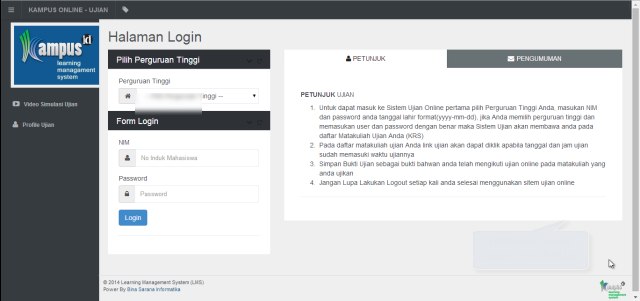 KAMPUS ONLINE - UJIAN
Kampus id
learning
management
system
Video Simulasi Ujian
Profile Ujian
Halaman Login
Pilih Perguruan Tinggi
Perguruan Tinggi
nggi --
Form Login
NIM
No Induk Mahasiswa
Password
Password
Login
PETUNJUK
PENGUMUMAN
PETUNJUK UJIAN
1. Untuk dapat masuk ke Sistem Ujian Online pertama pilih Perguruan Tinggi Anda, masukan NIM
dan password anda tanggal lahir format(yyyy-mm-dd), jika Anda memilih perguruan tinggi dan
memasukan user dan password dengan benar maka Sistem Ujian akan membawa anda pada
daftar Matakuliah Ujian Anda (KRS)
2. Pada daftar matakuliah ujian Anda link ujian akan dapat diklik apabila tanggal dan jam ujian
sudah memasuki waktu ujiannya
3. Simpan Bukti Ujian sebagai bukti bahwan anda telah mengikuti ujian online pada matakuliah yang
anda ujikan
4. Jangan Lupa Lakukan Logout setiap kali anda selesai menggunakan sitem ujian online
© 2014 Learning Management System (LMS)
Power By Bina Sarana Informatika